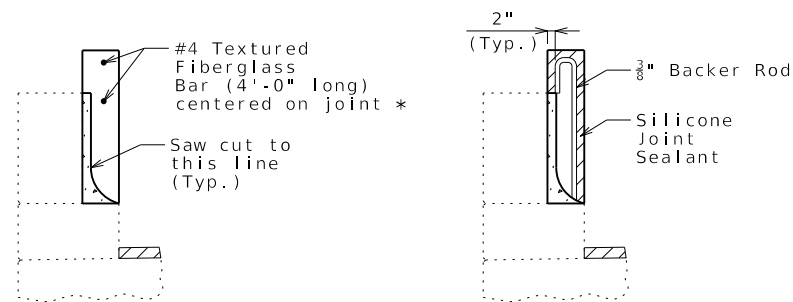 #4 Textured
Fiberglass
Bar (4'-0" long)
centered on joint *
Saw cut to
this line
(Typ.)
2"
(Typ.)
3/8" Backer Rod
Silicone
Joint
Sealant